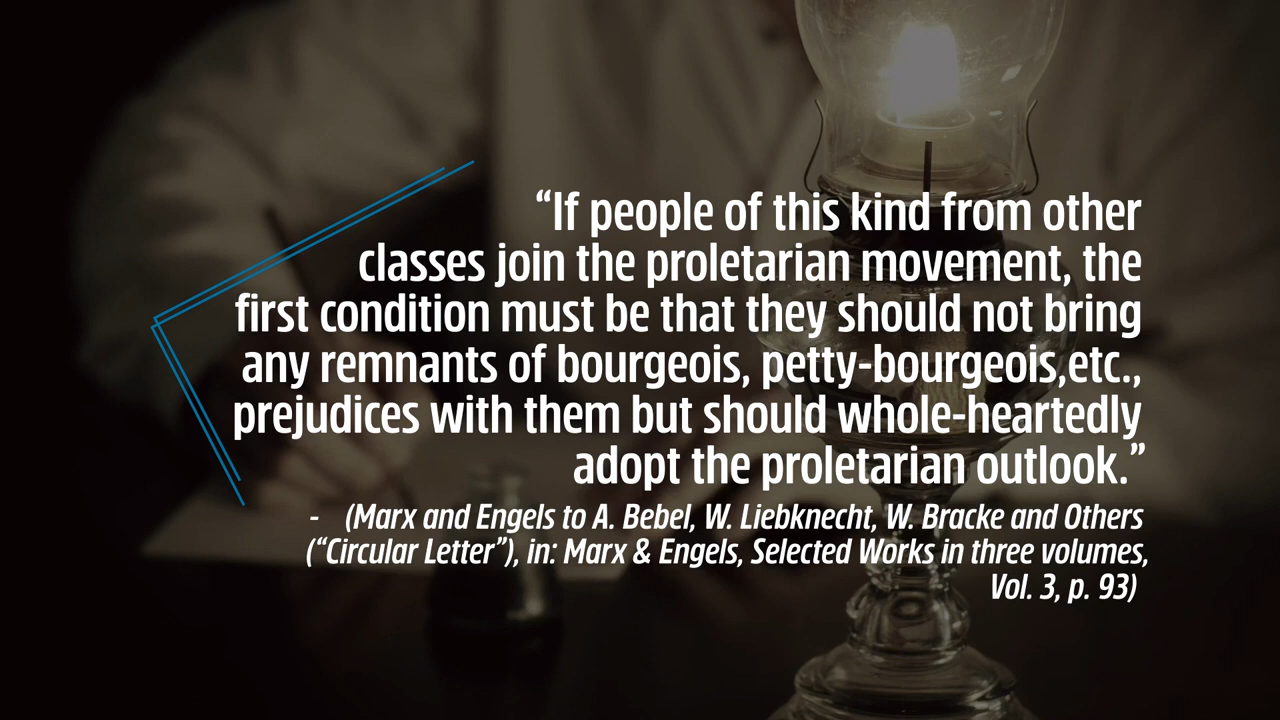 “If people of this kind from other
classes join the proletarian movement, the
first condition must be that they should not bring
any remnants of bourgeois, petty-bourgeois,etc.,
prejudices with them but should whole-heartedly
adopt the proletarian outlook.”
- (Marx and Engels to A. Bebel, W. Liebknecht, W. Bracke and Others
(“Circular Letter”), in: Marx & Engels, Selected Works in three volumes,
Vol. 3, p. 93)